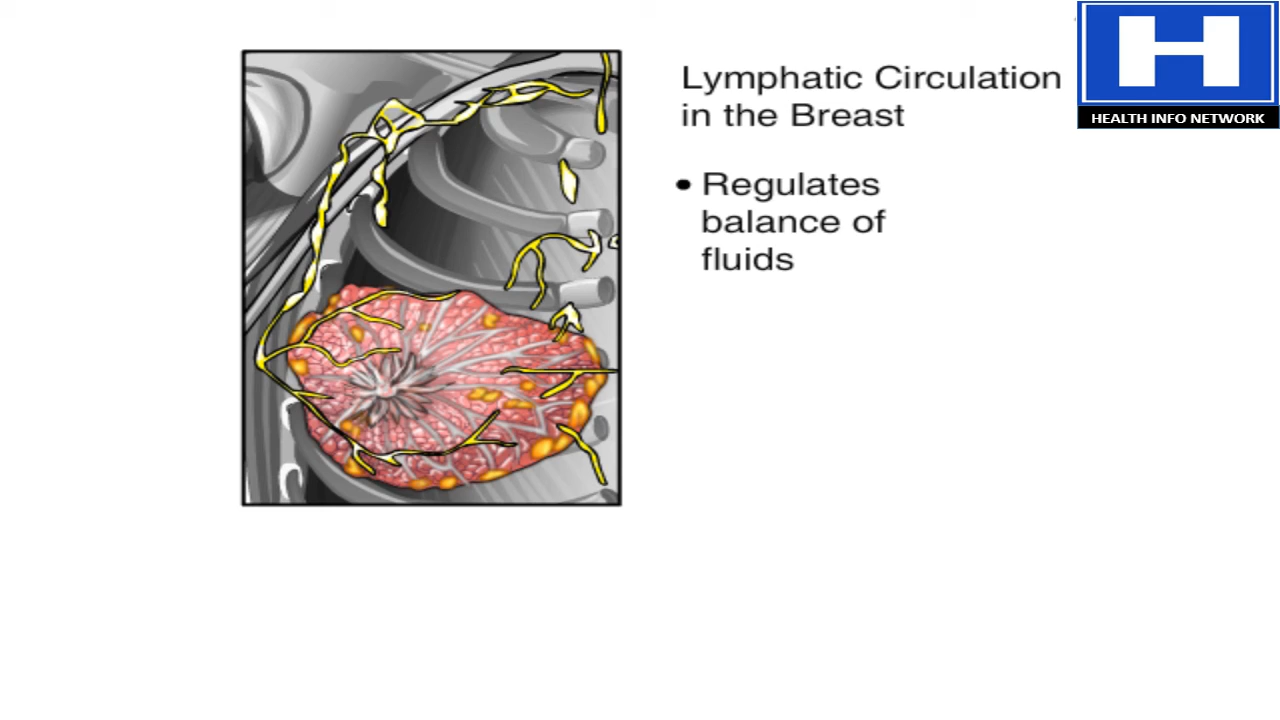 Lymphatic Circulation
in the Breast
• Regulates
balance of
fluids
H
HEALTH INFO NETWORK